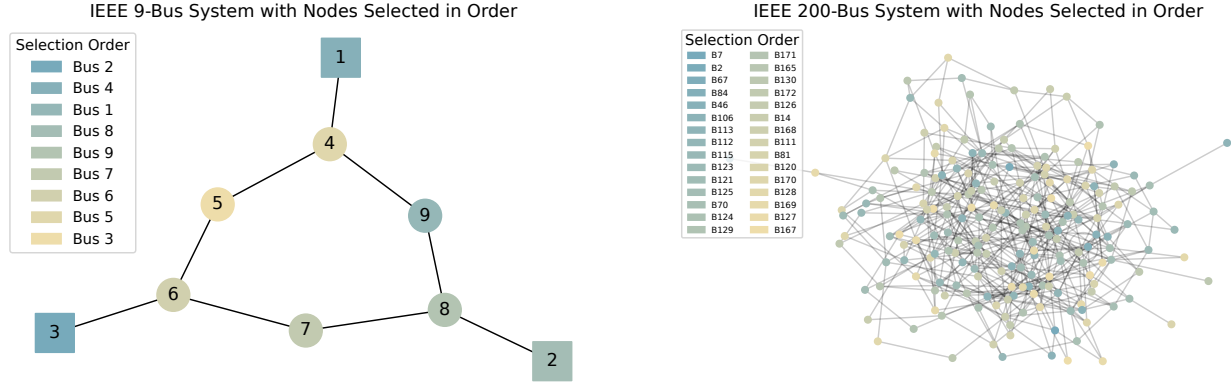 IEEE 9-Bus System with Nodes Selected in Order
Selection Order
Bus 2
Bus 4
Bus 1
Bus 8
Bus 9
Bus 7
Bus 6
Bus 5
Bus 3
1
4
5
9
6
8
7
3
2
IEEE 200-Bus System with Nodes Selected in Order
Selection Order
B7 B171
B2 B165
B67 B130
B84 B172
B46 B126
B106 B14
B113 B168
B112 B111
B115 B81
B123 B120
B121 B170
B125 B128
B70 B169
B124 B127
B129 B167